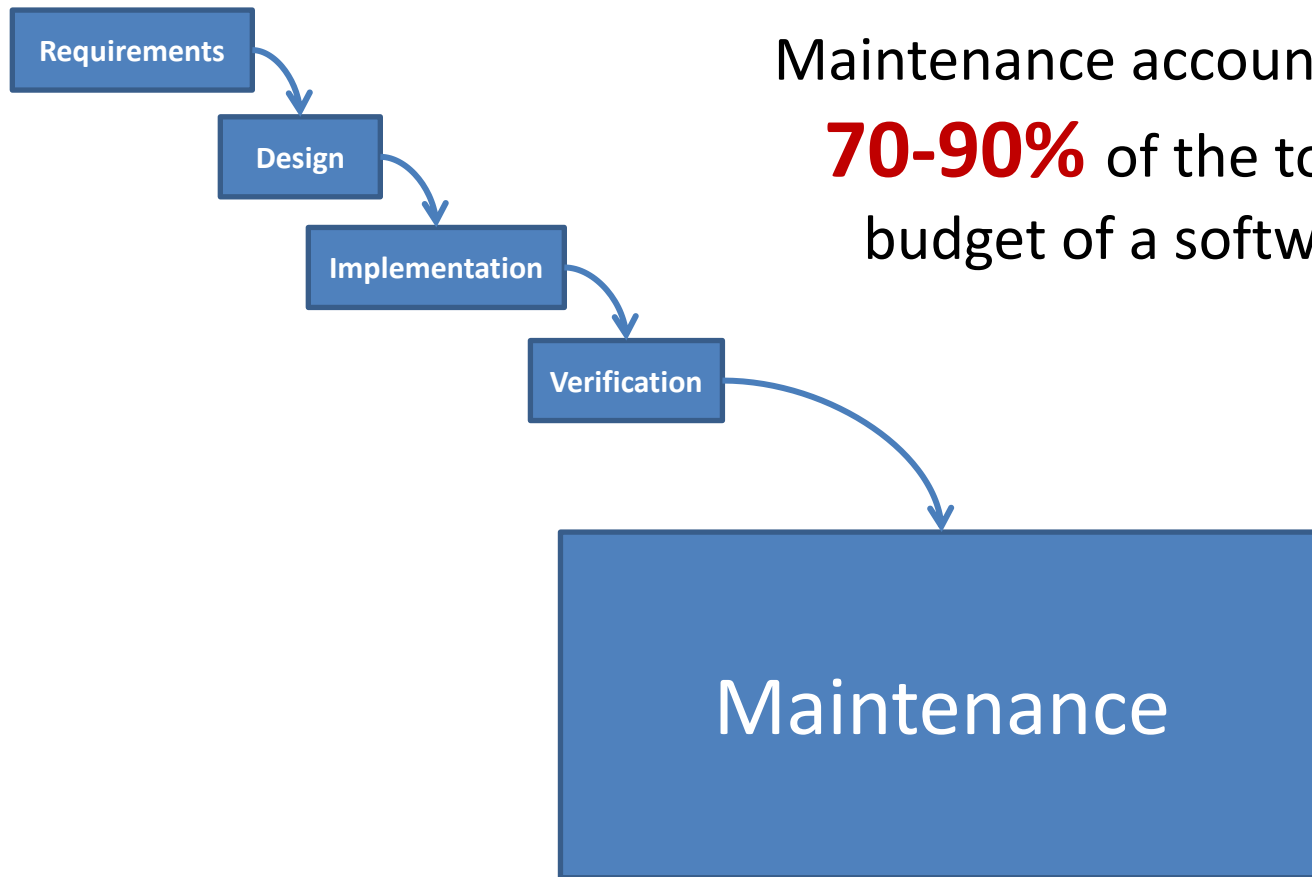 Requirements
Maintenance accoun
70-90% of the to
budget of a softw
Design
Implementation
Verification
Maintenance